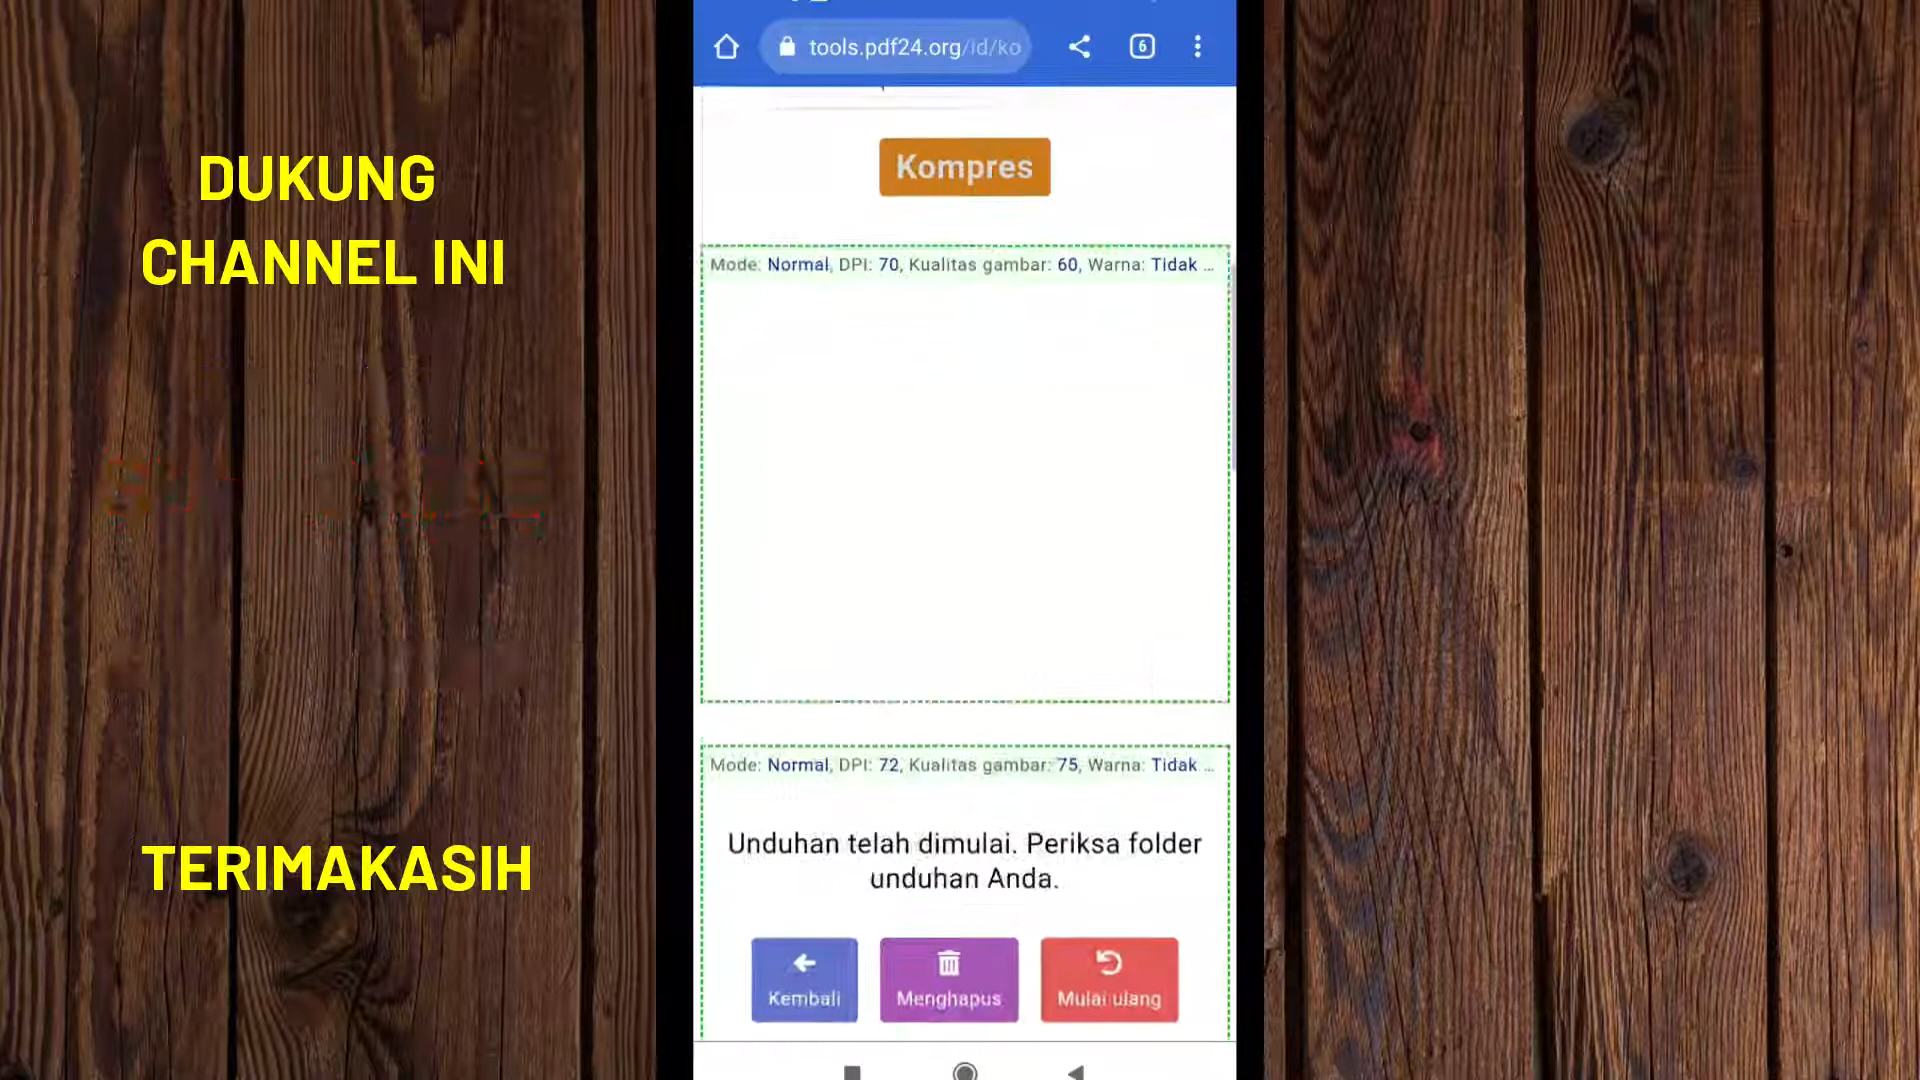 DUKUNG
CHANNEL INI
TERIMAKASIH
tools.pdf24.org/id/ko
6
Kompres
Mode: Normal, DPI: 70, Kualitas gambar: 60, Warna: Tidak ...
Mode: Normal, DPI: 72, Kualitas gambar: 75, Warna: Tidak ...
Unduhan telah dimulai. Periksa folder
unduhan Anda.
Kembali Menghapus Mulai ulang